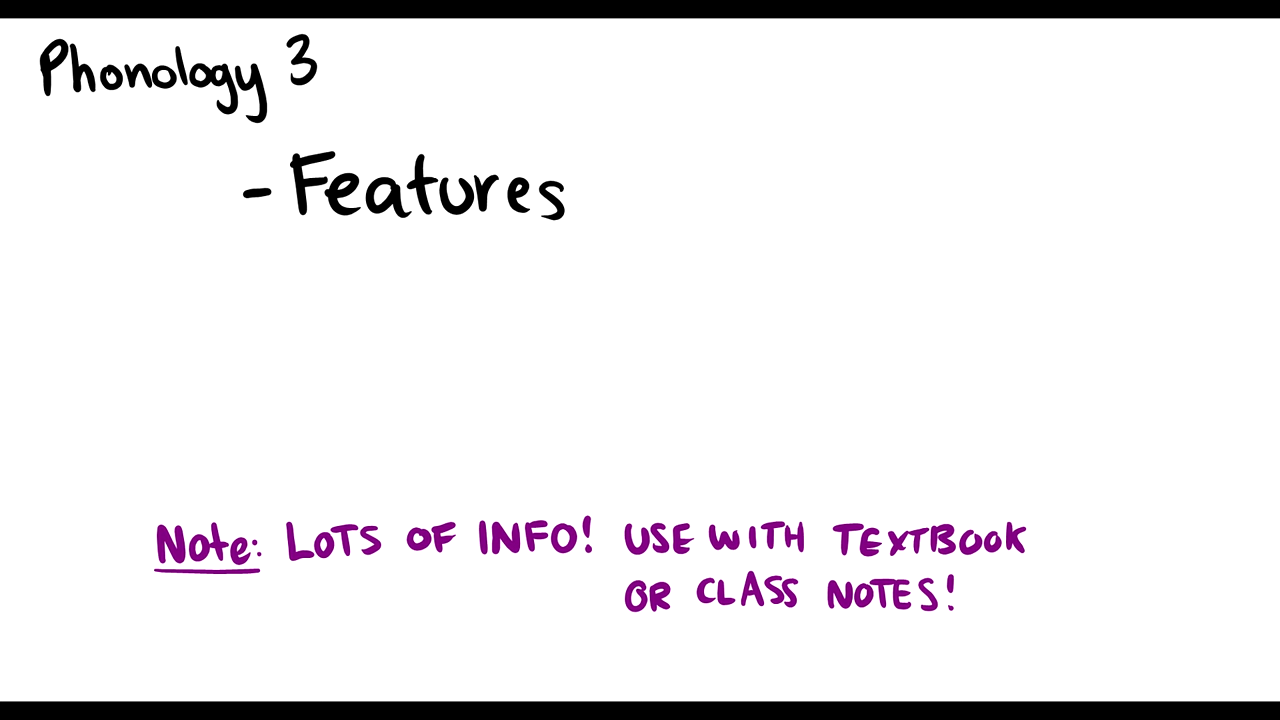 Phonology 3
- Features
Note: LOTS OF INFO! USE WITH TEXTBOOK
OR CLASS NOTES!